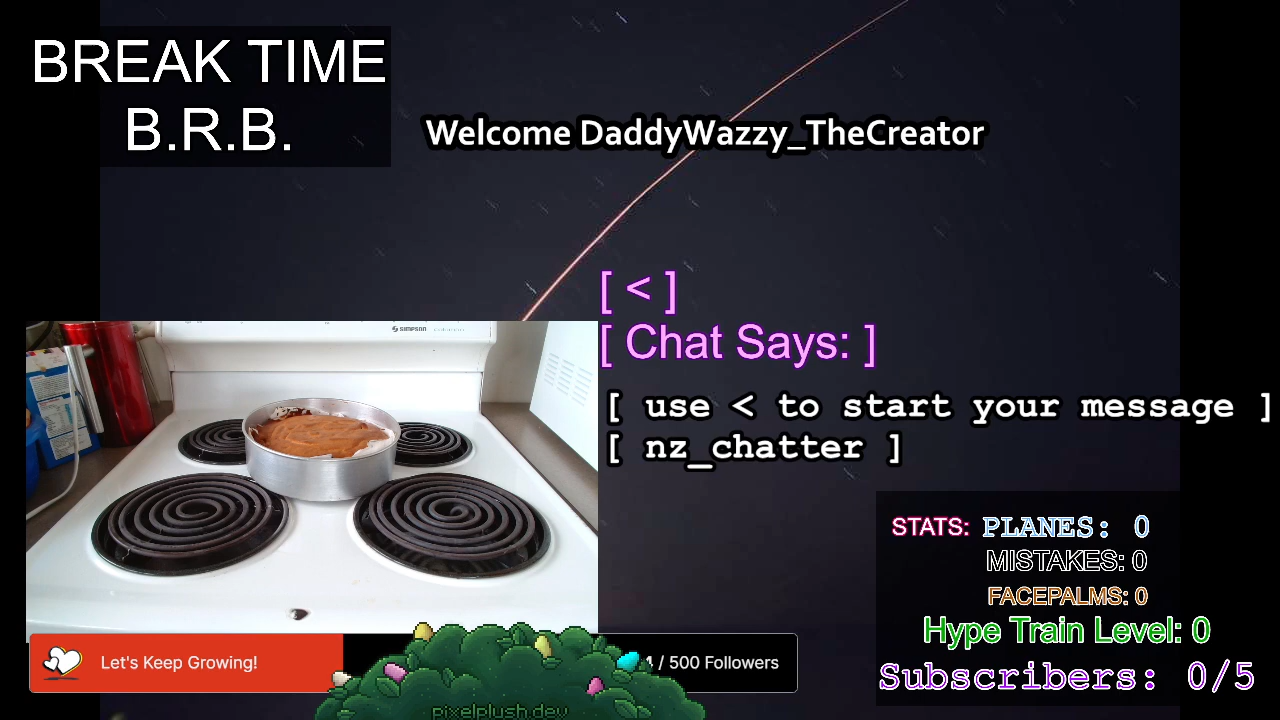 BREAK TIME
B.R.B.
Welcome DaddyWazzy_TheCreator
[ < ]
[ Chat Says: ]
[ use < to start your message ]
[ nz_chatter ]
SIMPSON
STATS: PLANES: 0
MISTAKES: 0
FACEPALMS: 0
Hype Train Level: 0
Subscribers: 0/5
Let's Keep Growing!
/ 500 Followers
pixelplush.dev